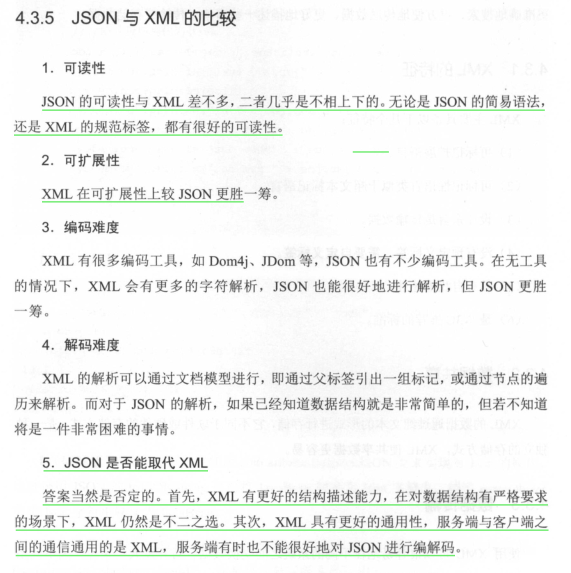 4.3.5 JSON 与 XML 的比较
1．可读性
JSON 的可读性与 XML 差不多，二者几乎是不相上下的。无论是 JSON 的简易语法，
还是 XML 的规范标签，都有很好的可读性。
2．可扩展性
XML 在可扩展性上较 JSON 更胜一筹。
3．编码难度
XML 有很多编码工具，如 Dom4j、JDom 等，JSON 也有不少编码工具。在无工具
的情况下，XML 会有更多的字符解析，JSON 也能很好地进行解析，但 JSON 更胜
一筹。
4．解码难度
XML 的解析可以通过文档模型进行，即通过父标签引出一组标记，或通过节点的遍
历来解析。而对于 JSON 的解析，如果已经知道数据结构就是非常简单的，但若不知道
将是一件非常困难的事情。
5．JSON 是否能取代 XML
答案当然是否定的。首先，XML 有更好的结构描述能力，在对数据结构有严格要求
的场景下，XML 仍然是不二之选。其次，XML 具有更好的通用性，服务端与客户端之
间的通信通用的是 XML，服务端有时也不能很好地对 JSON 进行编解码。